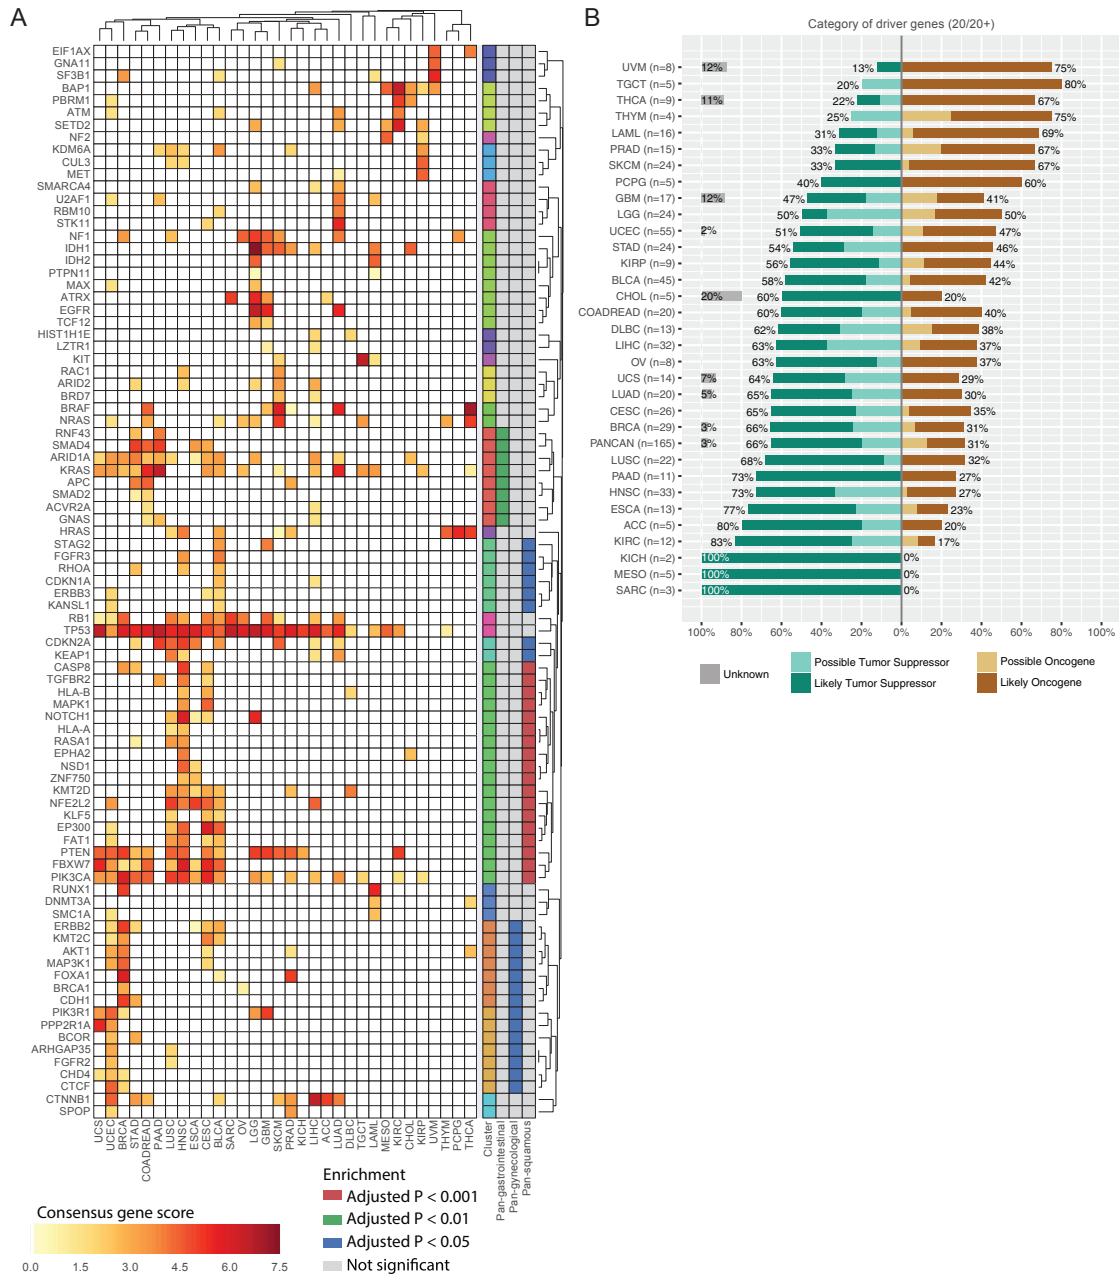 A
EIF1AX
GNA11
SF3B1
BAP1
PBRM1
ATM
SETD2
NF2
KDM6A
CUL3
MET
SMARCA4
U2AF1
RBM10
STK11
NF1
IDH1
IDH2
PTPN11
MAX
ATRX
EGFR
TCF12
HIST1H1E
LZTR1
KIT
RAC1
ARID2
BRD7
BRAF
NRAS
RNF43
SMAD4
ARID1A
KRAS
APC
SMAD2
ACVR2A
GNAS
HRAS
STAG2
FGFR3
RHOA
CDKN1A
ERBB3
KANSL1
RB1
TP53
CDKN2A
KEAP1
CASP8
TGFBR2
HLA-B
MAPK1
NOTCH1
HLA-A
RASA1
EPHA2
NSD1
ZNF750
KMT2D
NFE2L2
KLF5
EP300
FAT1
PTEN
FBXW7
PIK3CA
RUNX1
DNMT3A
SMC1A
ERBB2
KMT2C
AKT1
MAP3K1
FOXA1
BRCA1
CDH1
PIK3R1
PPP2R1A
BCOR
ARHGAP35
FGFR2
CHD4
CTCF
CTNNB1
SPOP
UCS
UCEC
BRCA
STAD
COADREAD
PAAD
LUSC
HNSC
ESCA
CESC
BLCA
SARC
OV
LGG
GBM
SKCM
PRAD
KICH
LIHC
ACC
LUAD
DLBC
TGCT
LAML
MESO
KIRC
CHOL
KIRP
UVM
THYM
PCPG
THCA
Cluster
Pan-gastrointestinal
Pan-gynecological
Pan-squamous
Consensus gene score
0.0 1.5 3.0 4.5 6.0 7.5
Enrichment
Adjusted P < 0.001
Adjusted P < 0.01
Adjusted P < 0.05
Not significant
B
Category of driver genes (20/20+)
UVM (n=8) 12% 13% 75%
TGCT (n=5) 20% 80%
THCA (n=9) 11% 22% 67%
THYM (n=4) 25% 75%
LAML (n=16) 31% 69%
PRAD (n=15) 33% 67%
SKCM (n=24) 33% 67%
PCPG (n=5) 40% 60%
GBM (n=17) 12% 47% 41%
LGG (n=24) 50% 50%
UCEC (n=55) 2% 51% 47%
STAD (n=24) 54% 46%
KIRP (n=9) 56% 44%
BLCA (n=45) 58% 42%
CHOL (n=5) 20% 60% 20%
COADREAD (n=20) 60% 40%
DLBC (n=13) 62% 38%
LIHC (n=32) 63% 37%
OV (n=8) 63% 37%
UCS (n=14) 7% 64% 29%
LUAD (n=20) 5% 65% 30%
CESC (n=26) 65% 35%
BRCA (n=29) 3% 66% 31%
PANCAN (n=165) 3% 66% 31%
LUSC (n=22) 68% 32%
PAAD (n=11) 73% 27%
HNSC (n=33) 73% 27%
ESCA (n=13) 77% 23%
ACC (n=5) 80% 20%
KIRC (n=12) 83% 17%
KICH (n=2) 100% 0%
MESO (n=5) 100% 0%
SARC (n=3) 100% 0%
100% 80% 60% 40% 20% 0% 20% 40% 60% 80% 100%
Unknown
Possible Tumor Suppressor
Likely Tumor Suppressor
Possible Oncogene
Likely Oncogene